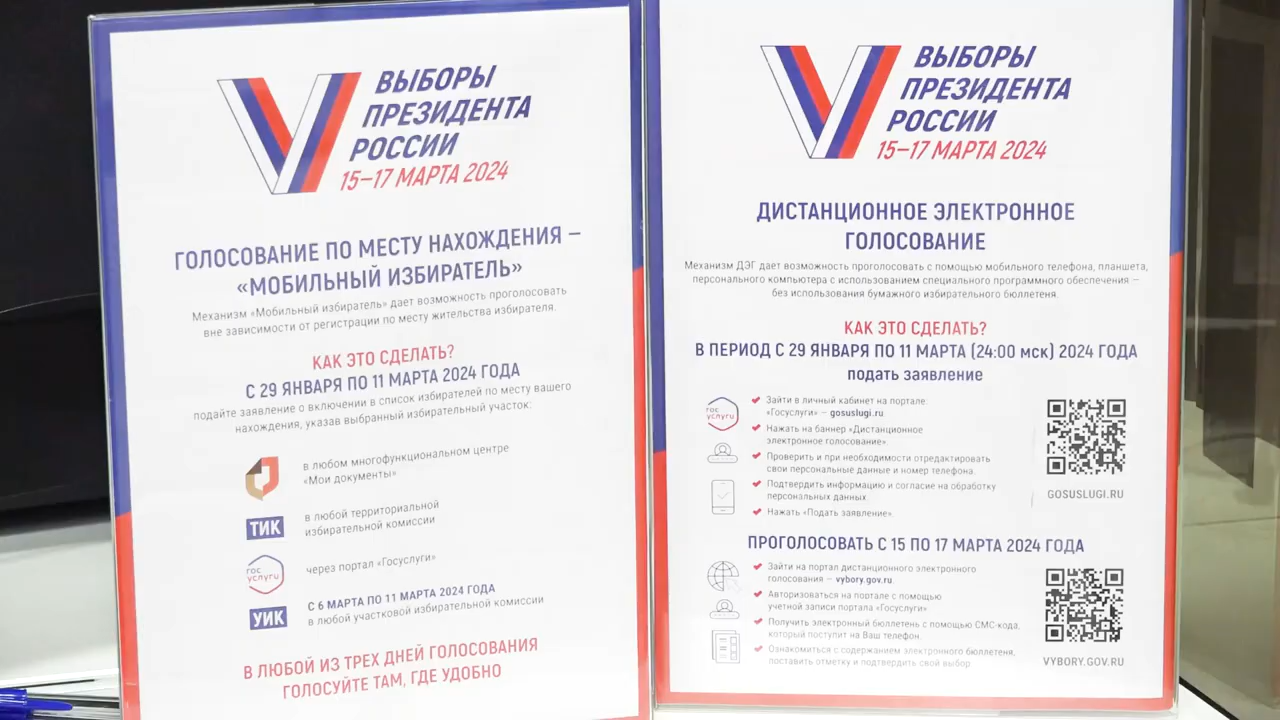 ВЫБОРЫ
ПРЕЗИДЕНТА
РОССИИ
15–17 МАРТА 2024
ГОЛОСОВАНИЕ ПО МЕСТУ НАХОЖДЕНИЯ –
«МОБИЛЬНЫЙ ИЗБИРАТЕЛЬ»
Механизм «Мобильный избиратель» дает возможность проголосовать
вне зависимости от регистрации по месту жительства избирателя.
КАК ЭТО СДЕЛАТЬ?
С 29 ЯНВАРЯ ПО 11 МАРТА 2024 ГОДА
подайте заявление о включении в список избирателей по месту вашего
нахождения, указав выбранный избирательный участок:
в любом многофункциональном центре
«Мои документы»
ТИК
в любой территориальной
избирательной комиссии
гос
услуги
через портал «Госуслуги»
УИК
С 6 МАРТА ПО 11 МАРТА 2024 ГОДА
в любой участковой избирательной комиссии
В ЛЮБОЙ ИЗ ТРЕХ ДНЕЙ ГОЛОСОВАНИЯ
ГОЛОСУЙТЕ ТАМ, ГДЕ УДОБНО
ВЫБОРЫ
ПРЕЗИДЕНТА
РОССИИ
15–17 МАРТА 2024
ДИСТАНЦИОННОЕ ЭЛЕКТРОННОЕ
ГОЛОСОВАНИЕ
Механизм ДЭГ дает возможность проголосовать с помощью мобильного телефона, планшета,
персонального компьютера с использованием специального программного обеспечения –
без использования бумажного избирательного бюллетеня.
КАК ЭТО СДЕЛАТЬ?
В ПЕРИОД С 29 ЯНВАРЯ ПО 11 МАРТА (24:00 мск) 2024 ГОДА
подать заявление
гос
услуги
Зайти в личный кабинет на портале
«Госуслуги» – gosuslugi.ru.
Нажать на баннер «Дистанционное
электронное голосование».
Проверить и при необходимости отредактировать
свои персональные данные и номер телефона.
Подтвердить информацию и согласие на обработку
персональных данных.
Нажать «Подать заявление».
GOSUSLUGI.RU
ПРОГОЛОСОВАТЬ С 15 ПО 17 МАРТА 2024 ГОДА
Зайти на портал дистанционного электронного
голосования – vybory.gov.ru.
Авторизоваться на портале с помощью
учетной записи портала «Госуслуги»
Получить электронный бюллетень с помощью СМС-кода,
который поступит на Ваш телефон.
Ознакомиться с содержанием электронного бюллетеня,
поставить отметку и подтвердить свой выбор
VYBORY.GOV.RU